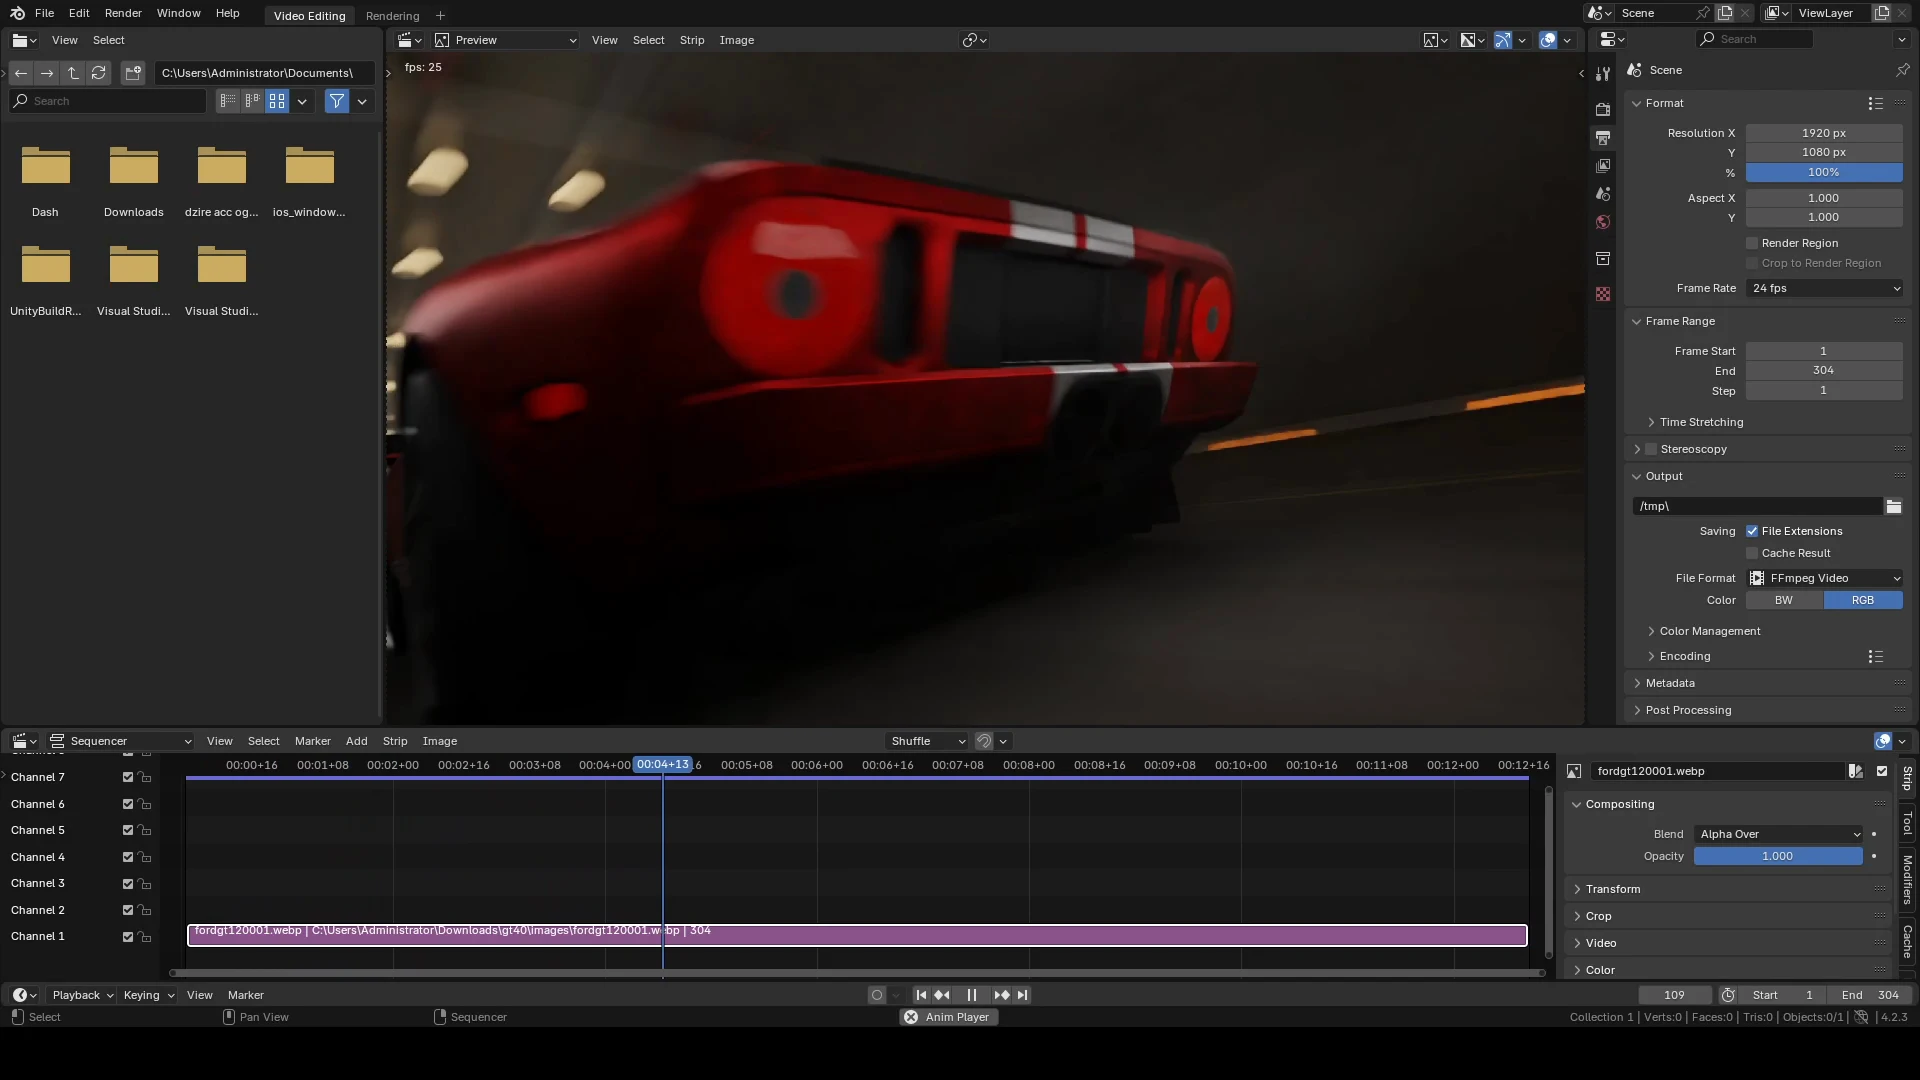 File Edit Render Window Help Video Editing Rendering + Scene ViewLayer
View Select
Preview View Select Strip Image
Search
C:\Users\Administrator\Documents\
Search
fps: 25
Scene
Dash Downloads dzire acc og... ios_window...
UnityBuildR... Visual Studi... Visual Studi...
Format
Resolution X 1920 px
Y 1080 px
% 100%
Aspect X 1.000
Y 1.000
Render Region
Crop to Render Region
Frame Rate 24 fps
Frame Range
Frame Start 1
End 304
Step 1
Time Stretching
Stereoscopy
Output
/tmp\
Saving File Extensions
Cache Result
File Format FFmpeg Video
Color BW RGB
Color Management
Encoding
Metadata
Post Processing
Sequencer View Select Marker Add Strip Image Shuffle
00:00+16 00:01+08 00:02+00 00:02+16 00:03+08 00:04+00 00:04+13 6 00:05+08 00:06+00 00:06+16 00:07+08 00:08+00 00:08+16 00:09+08 00:10+00 00:10+16 00:11+08 00:12+00 00:12+16
Channel 7
Channel 6
Channel 5
Channel 4
Channel 3
Channel 2
Channel 1
fordgt120001.webp | C:\Users\Administrator\Downloads\gt40\images\fordgt120001.webp | 304
fordgt120001.webp
Compositing
Blend Alpha Over
Opacity 1.000
Transform
Crop
Video
Color
Strip
Tool
Modifiers
Cache
Playback Keying View Marker 109 Start 1 End 304
Select Pan View Sequencer Anim Player Collection 1 | Verts:0 | Faces:0 | Tris:0 | Objects:0/1 | 4.2.3